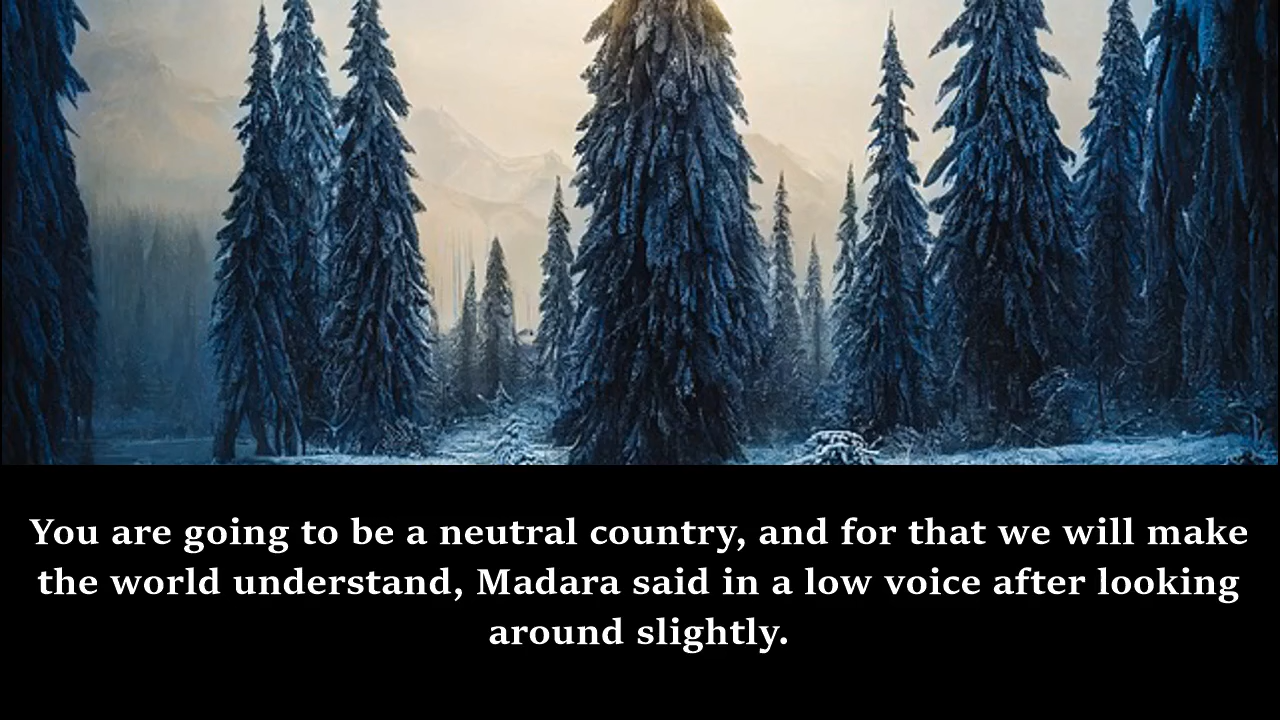 You are going to be a neutral country, and for that we will make
the world understand, Madara said in a low voice after looking
around slightly.